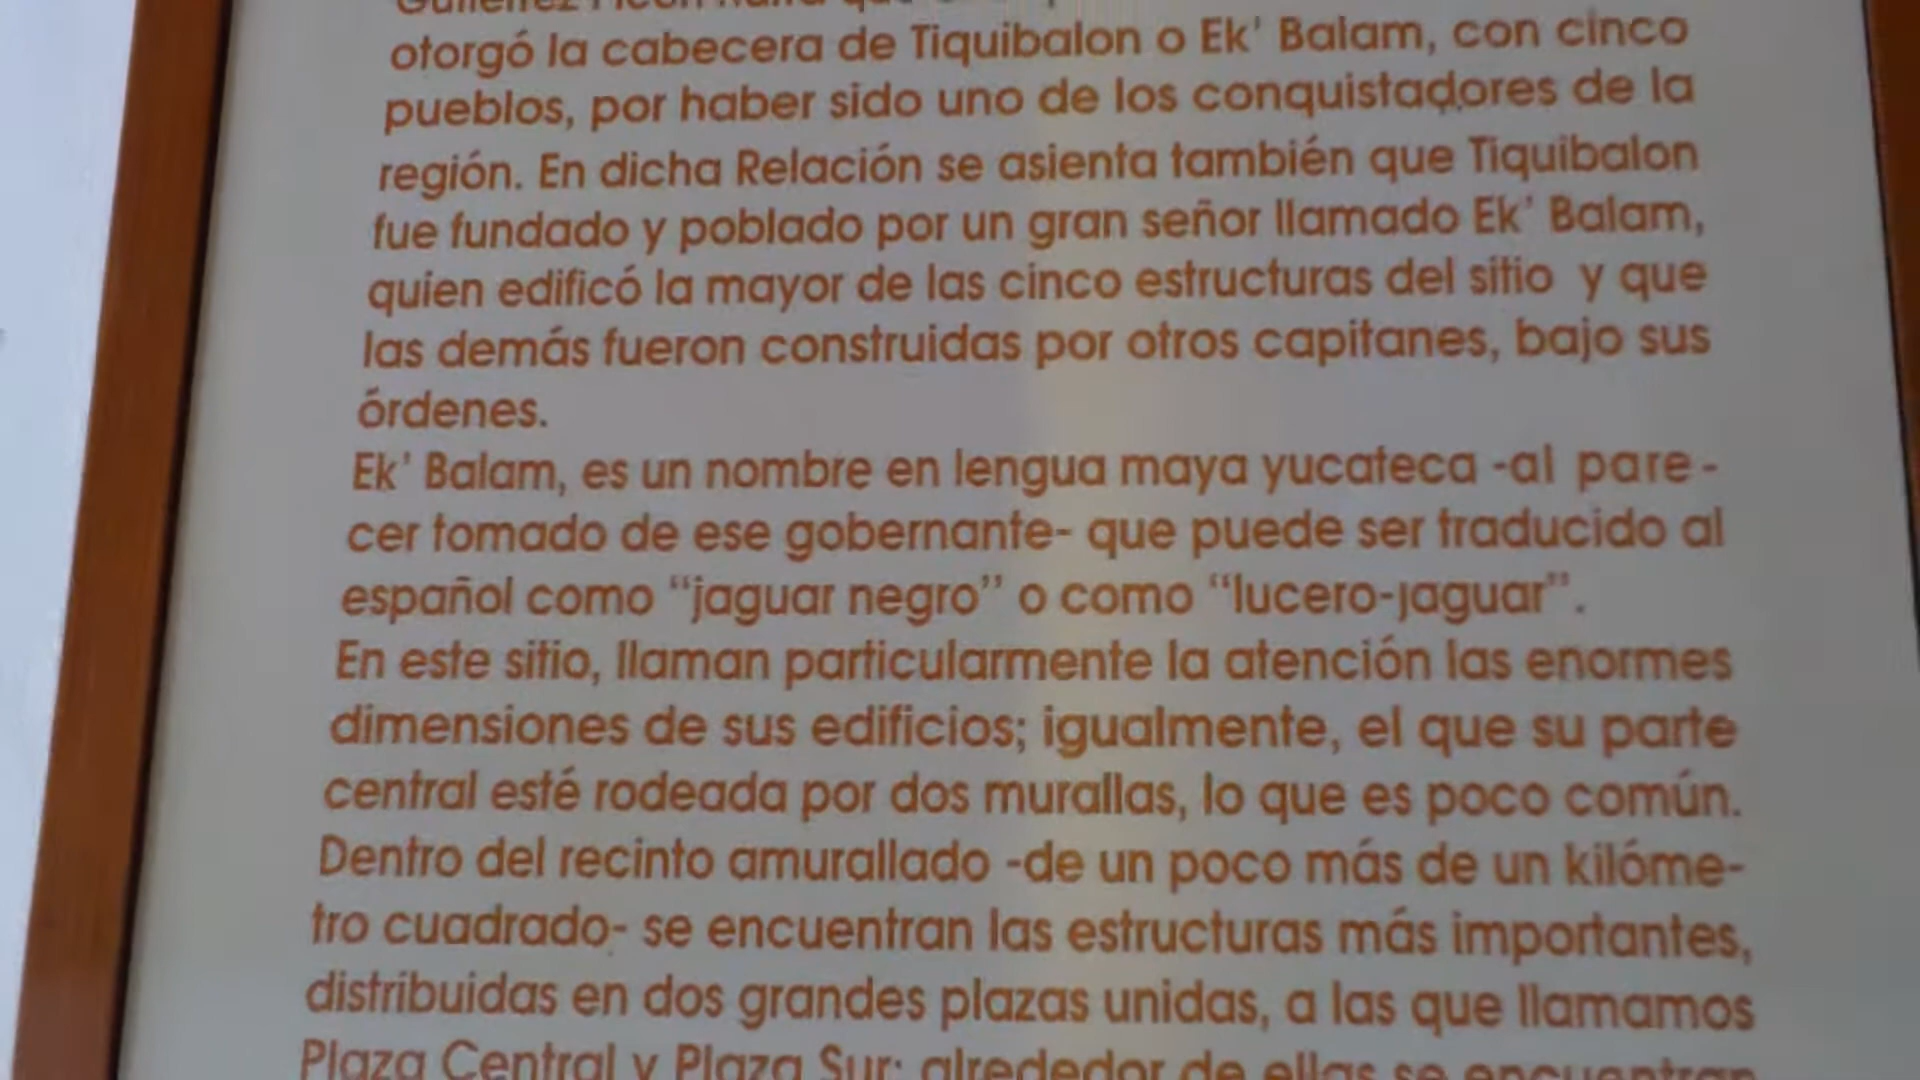 otorgó la cabecera de Tiquibalon o Ek' Balam, con cinco
pueblos, por haber sido uno de los conquistadores de la
región. En dicha Relación se asienta también que Tiquibalon
fue fundado y poblado por un gran señor llamado Ek' Balam,
quien edificó la mayor de las cinco estructuras del sitio y que
las demás fueron construidas por otros capitanes, bajo sus
órdenes.
Ek' Balam, es un nombre en lengua maya yucateca -al pare-
cer tomado de ese gobernante- que puede ser traducido al
español como “jaguar negro” o como “lucero-jaguar”.
En este sitio, llaman particularmente la atención las enormes
dimensiones de sus edificios; igualmente, el que su parte
central esté rodeada por dos murallas, lo que es poco común.
Dentro del recinto amurallado -de un poco más de un kilóme-
tro cuadrado- se encuentran las estructuras más importantes,
distribuidas en dos grandes plazas unidas, a las que llamamos
Plaza Central y Plaza Sur; alrededor de ellas se encuentran